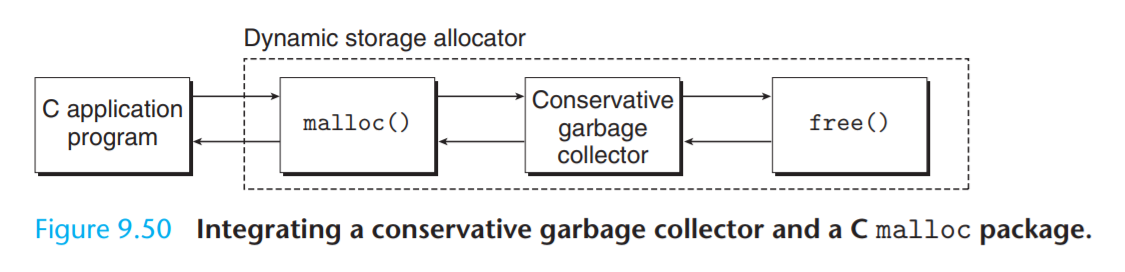 Dynamic storage allocator
C application
program
malloc()
Conservative
garbage
collector
free()
Figure 9.50 Integrating a conservative garbage collector and a C malloc package.